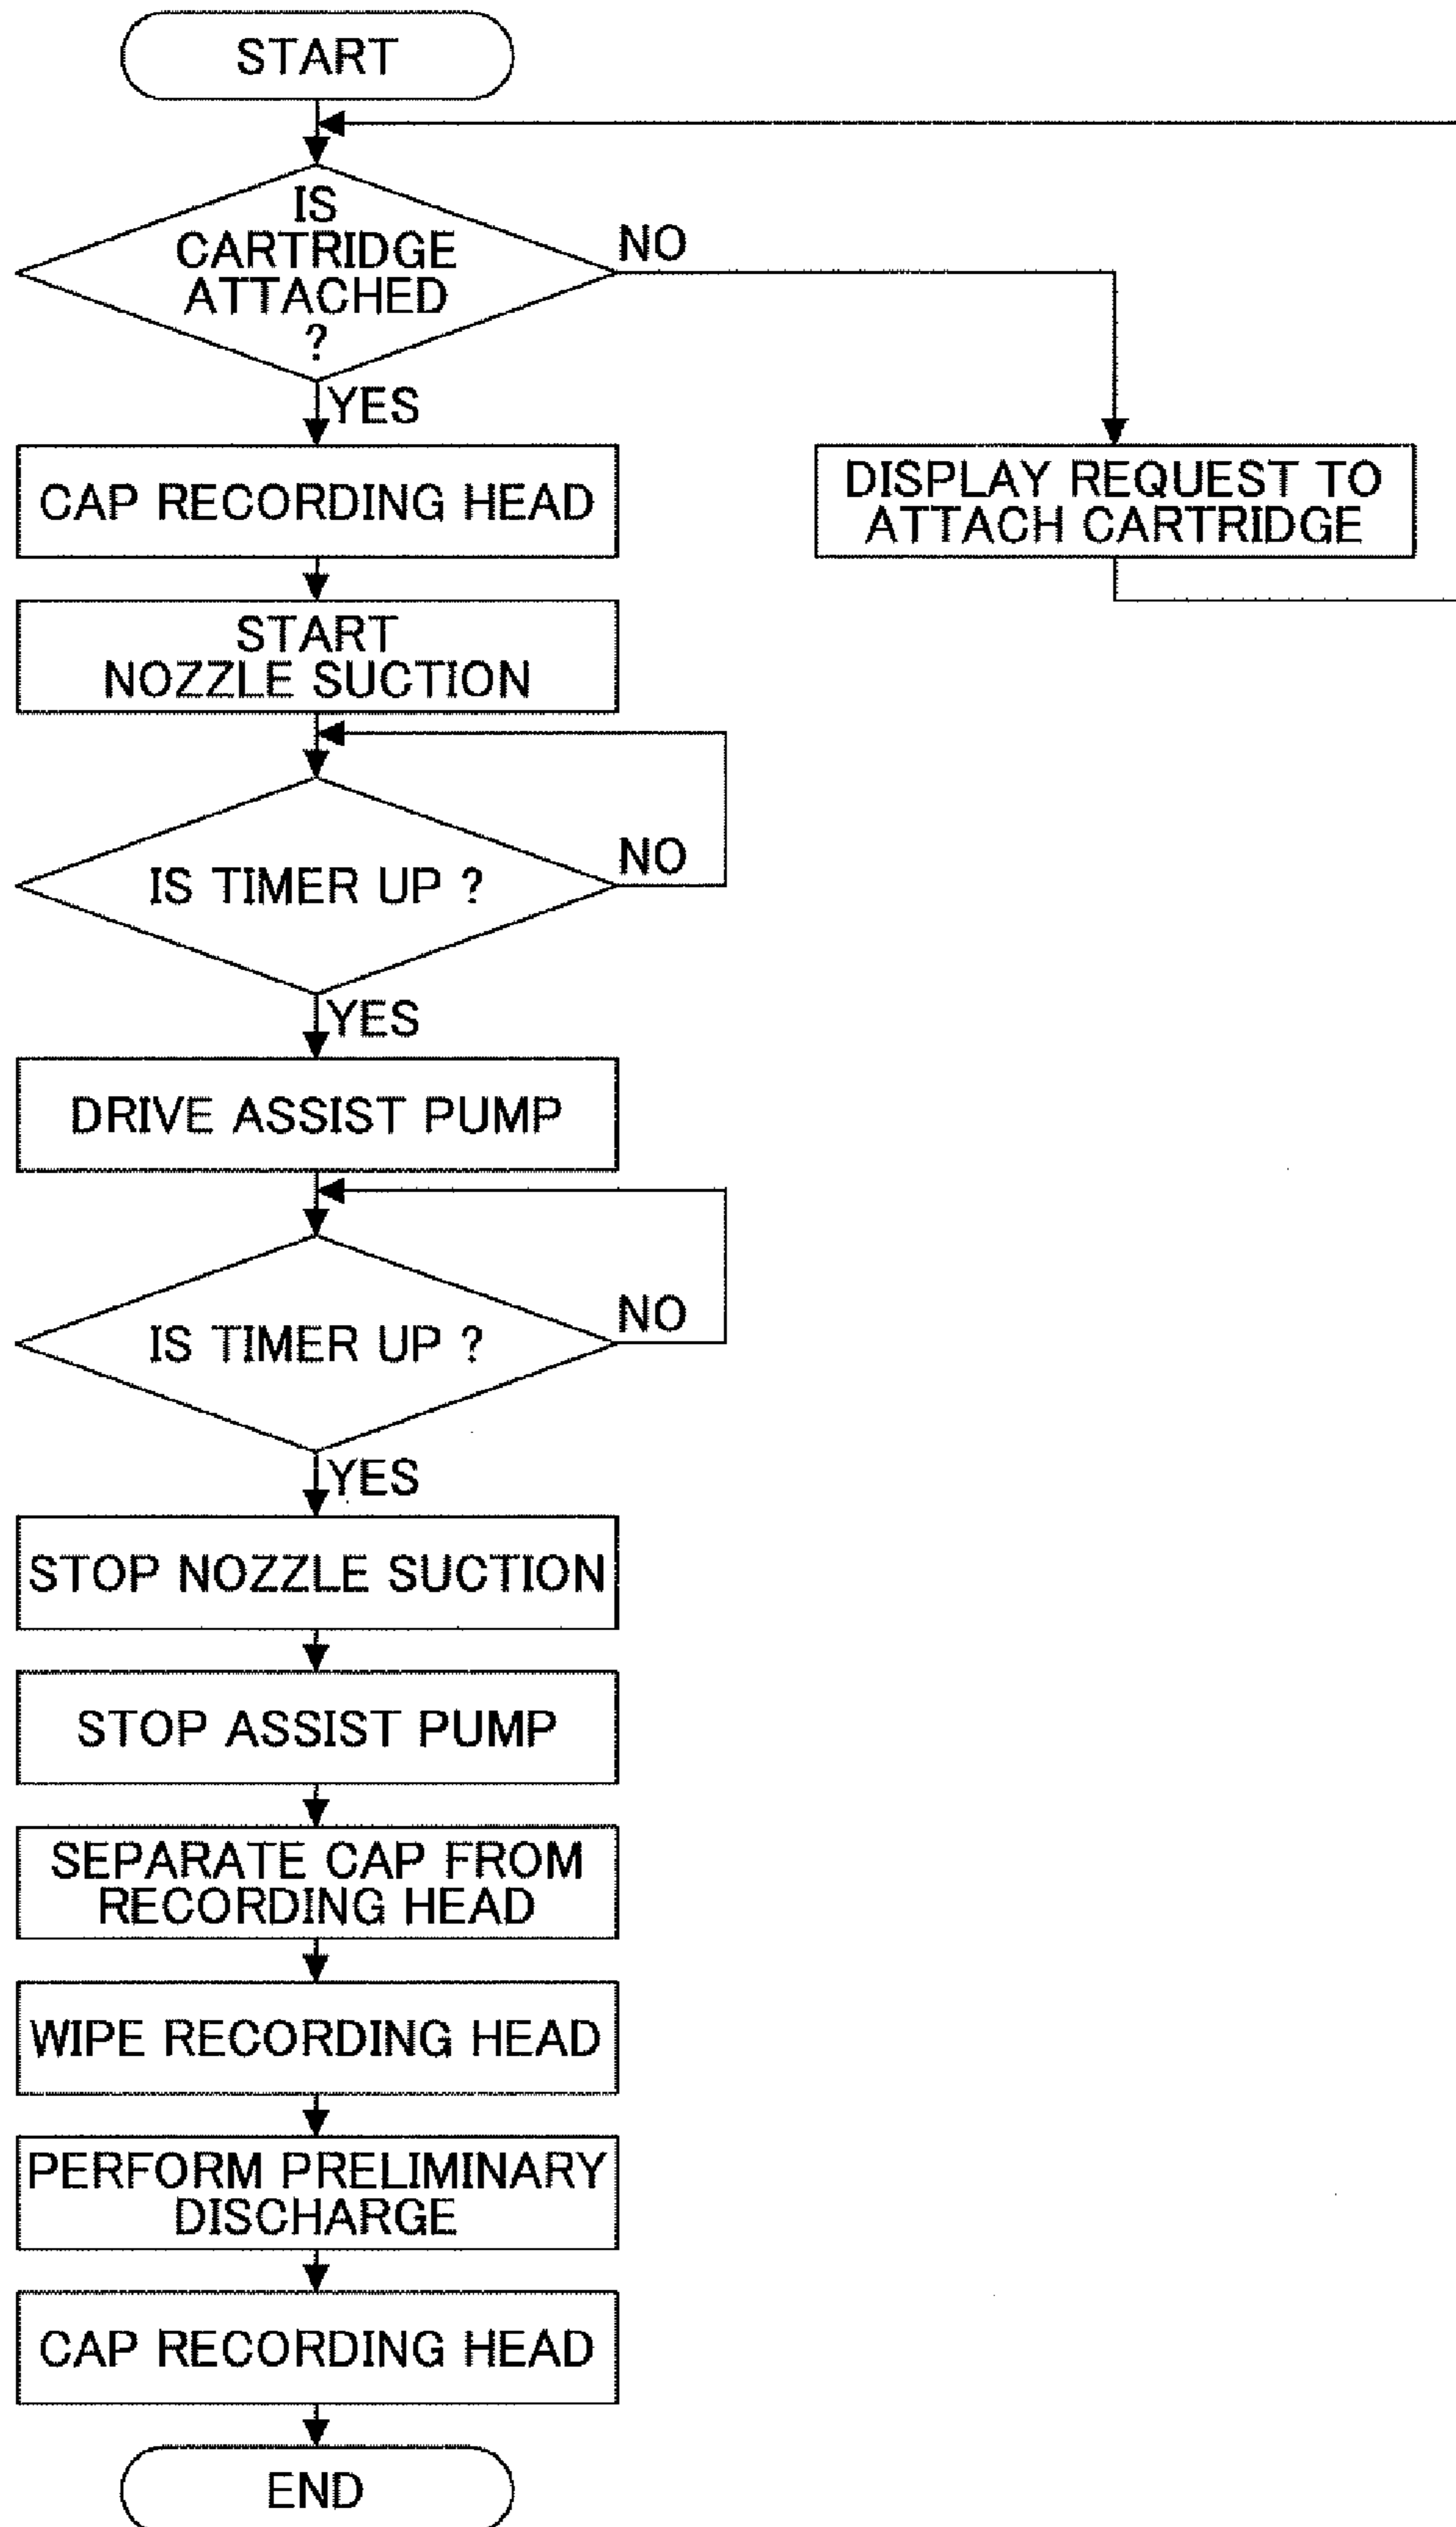 START
IS
CARTRIDGE
ATTACHED
?
NO
YES
CAP RECORDING HEAD
DISPLAY REQUEST TO
ATTACH CARTRIDGE
START
NOZZLE SUCTION
IS TIMER UP ?
NO
YES
DRIVE ASSIST PUMP
IS TIMER UP ?
NO
YES
STOP NOZZLE SUCTION
STOP ASSIST PUMP
SEPARATE CAP FROM
RECORDING HEAD
WIPE RECORDING HEAD
PERFORM PRELIMINARY
DISCHARGE
CAP RECORDING HEAD
END